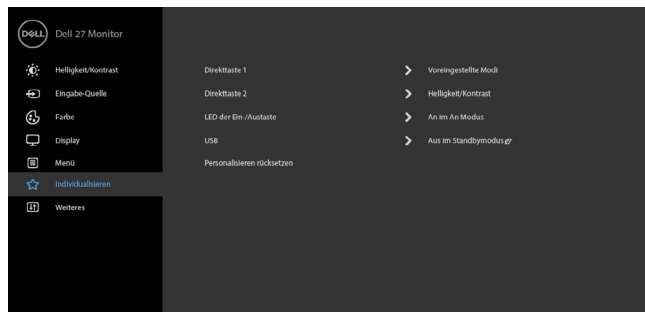 DELL
Dell 27 Monitor
Helligkeit/Kontrast
Direkttaste 1
Voreingestellte Modi
Eingabe-Quelle
Direkttaste 2
Helligkeit/Kontrast
Farbe
LED der Ein-/Austaste
An im An Modus
Display
USB
Aus im Standbymodus
Menü
Personalisieren rücksetzen
Individualisieren
Weiteres